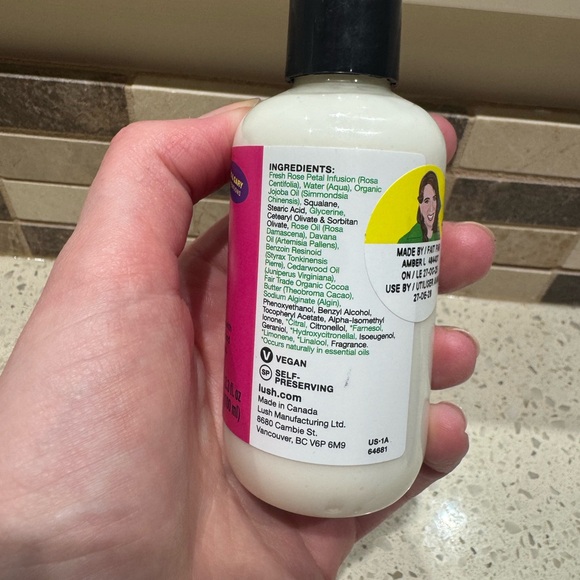 INGREDIENTS:
Fresh Rose Petal Infusion (Rosa
Centifolia), Water (Aqua), Organic
Jojoba Oil (Simmondsia
Chinensis), Squalane,
Stearic Acid, Glycerine,
Cetearyl Olivate & Sorbitan
Olivate, Rose Oil (Rosa
Damascena), Davana
Oil (Artemisia Pallens),
Benzoin Resinoid
(Styrax Tonkinensis
Pierre), Cedarwood Oil
(Juniperus Virginiana),
Fair Trade Organic Cocoa
Butter (Theobroma Cacao),
Sodium Alginate (Algin),
Tocopheryl Acetate, Benzyl Alcohol,
Alpha-Isomethyl
Ionone, *Citral, Citronellol, *Farnesol,
Geraniol, *Hydroxycitronellal, Isoeugenol,
*Limonene, *Linalool, Fragrance.
*Occurs naturally in essential oils
V VEGAN
SP SELF-
PRESERVING
lush.com
Made in Canada
Lush Manufacturing Ltd.
8680 Cambie St.
Vancouver, BC V6P 6M9
US-1A
64681
MADE BY / FAIT PAR
AMBER L
ON / LE
USE BY / UTILISER
fl oz